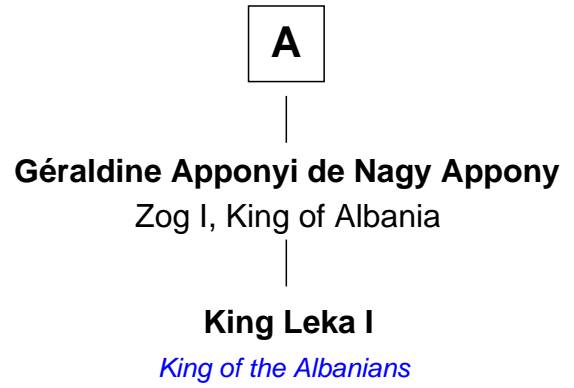 A
Géraldine Apponyi de Nagy Appony
Zog I, King of Albania
King Leka I
King of the Albanians